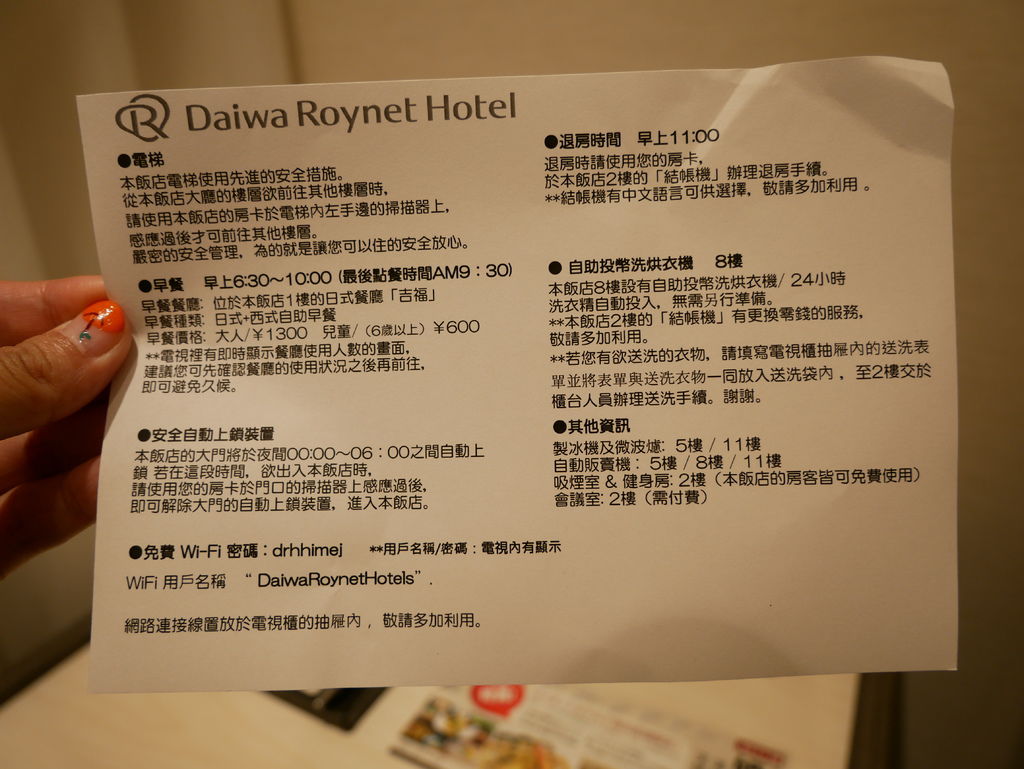 Daiwa Roynet Hotel
●電梯
本飯店電梯使用先進的安全措施。
從本飯店大廳的樓層欲前往其他樓層時，
請使用本飯店的房卡於電梯內左手邊的掃描器上，
感應過後才可前往其他樓層。
嚴密的安全管理，為的就是讓您可以住的安全放心。
●早餐 早上6:30～10:00 (最後點餐時間AM9：30)
早餐餐廳: 位於本飯店1樓的日式餐廳「吉福」
早餐種類: 日式+西式自助早餐
早餐價格: 大人/￥1300 兒童/（6歲以上）￥600
**電視裡有即時顯示餐廳使用人數的畫面，
建議您可先確認餐廳的使用狀況之後再前往，
即可避免久候。
●安全自動上鎖裝置
本飯店的大門將於夜間00:00～06：00之間自動上
鎖 若在這段時間，欲出入本飯店時，
請使用您的房卡於門口的掃描器上感應過後，
即可解除大門的自動上鎖裝置，進入本飯店。
●免費 Wi-Fi 密碼：drhhimej **用戶名稱/密碼：電視內有顯示
WiFi 用戶名稱 “ DaiwaRoynetHotels”.
網路連接線置放於電視櫃的抽屜內，敬請多加利用。
●退房時間 早上11:00
退房時請使用您的房卡，
於本飯店2樓的「結帳機」辦理退房手續。
**結帳機有中文語言可供選擇，敬請多加利用 。
● 自助投幣洗烘衣機 8樓
本飯店8樓設有自助投幣洗烘衣機/ 24小時
洗衣精自動投入，無需另行準備。
**本飯店2樓的「結帳機」有更換零錢的服務，
敬請多加利用。
**若您有欲送洗的衣物，請填寫電視櫃抽屜內的送洗表
單並將表單與送洗衣物一同放入送洗袋內，至2樓交於
櫃台人員辦理送洗手續。謝謝。
●其他資訊
製冰機及微波爐: 5樓 / 11樓
自動販賣機：5樓 / 8樓 / 11樓
吸煙室 & 健身房: 2樓（本飯店的房客皆可免費使用）
會議室: 2樓（需付費）